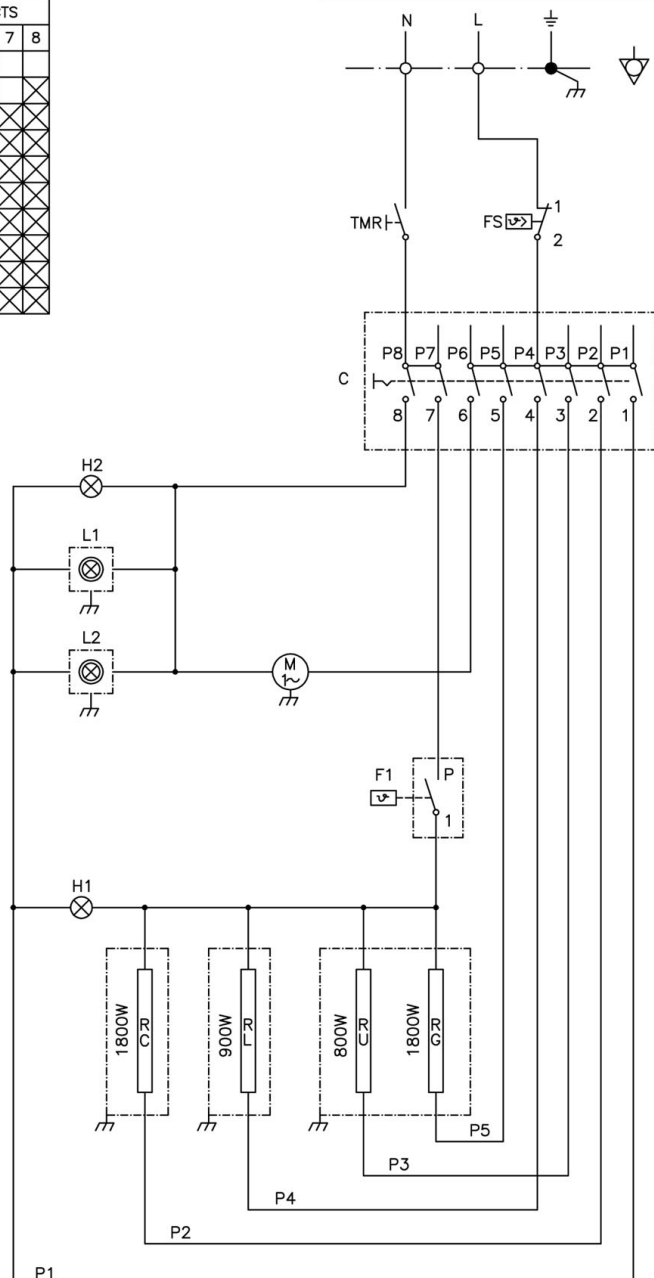 TS
7 8
N L
TMR FS 1
2
P8 P7 P6 P5 P4 P3 P2 P1
C
8 7 6 5 4 3 2 1
H2
L1
L2
M
1~
F1 P
1
H1
1800W RC 900W RL 800W RU 1800W RG
P5
P3
P4
P2
P1